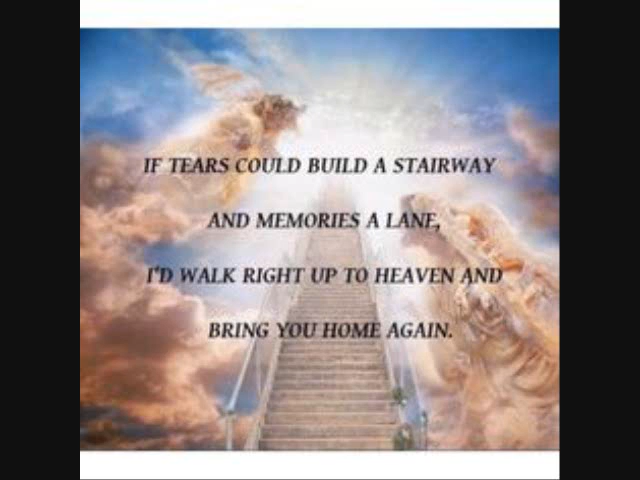 IF TEARS COULD BUILD A STAIRWAY
AND MEMORIES A LANE,
I'D WALK RIGHT UP TO HEAVEN AND
BRING YOU HOME AGAIN.